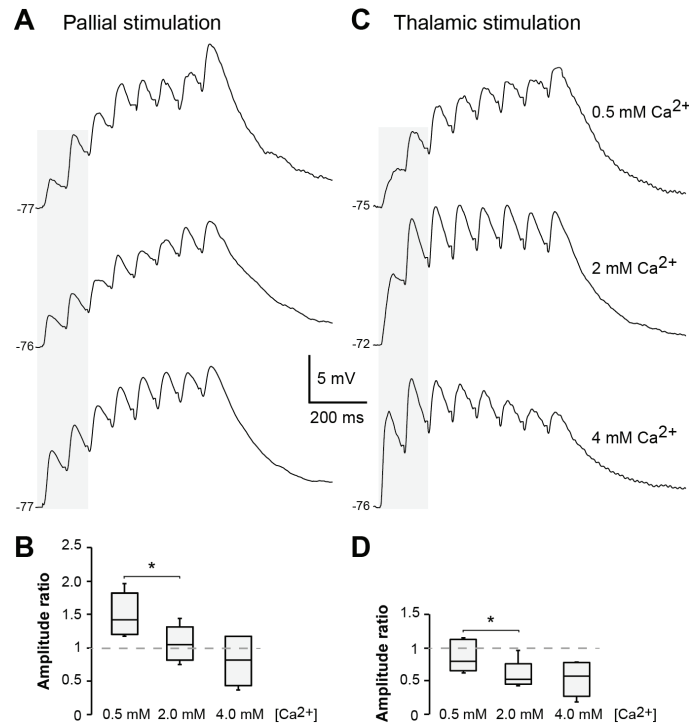 A Pallial stimulation
C Thalamic stimulation
0.5 mM Ca2+
-77
-75
2 mM Ca2+
-76
-72
5 mV
200 ms
4 mM Ca2+
-77
-76
B
D
Amplitude ratio
2.5
2.0
1.5
1
0.5
0
*
0.5 mM 2.0 mM 4.0 mM [Ca2+]
Amplitude ratio
1.5
1
0.5
0
*
0.5 mM 2.0 mM 4.0 mM [Ca2+]